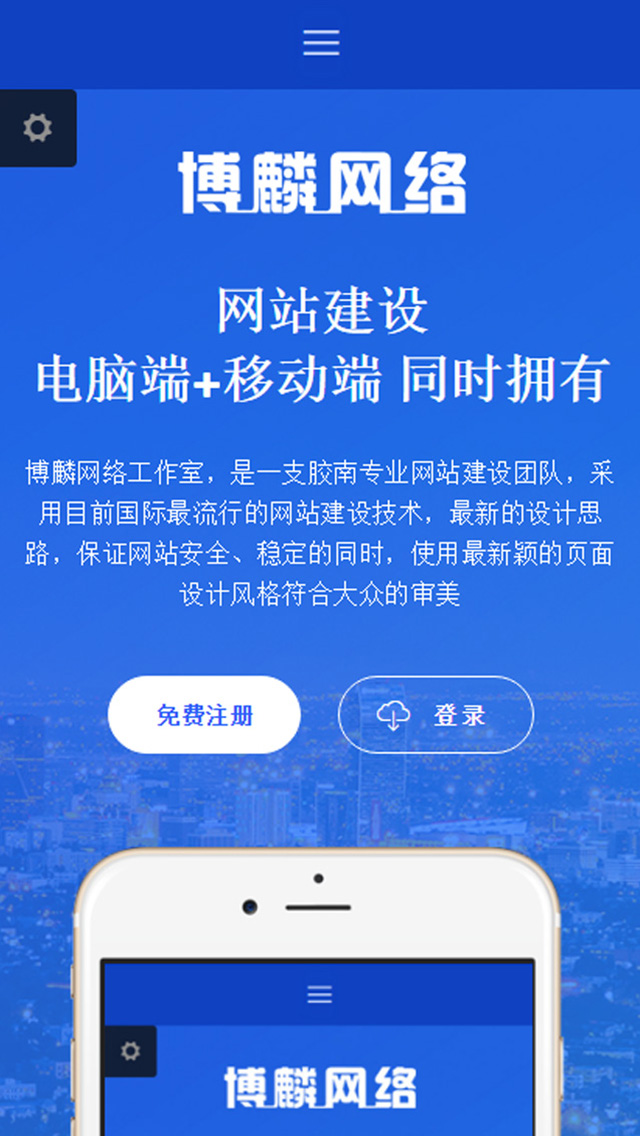 博麟网络
网站建设
电脑端+移动端 同时拥有
博麟网络工作室，是一支胶南专业网站建设团队，采
用目前国际最流行的网站建设技术，最新的设计思
路，保证网站安全、稳定的同时，使用最新颖的页面
设计风格符合大众的审美
免费注册
登录
博麟网络